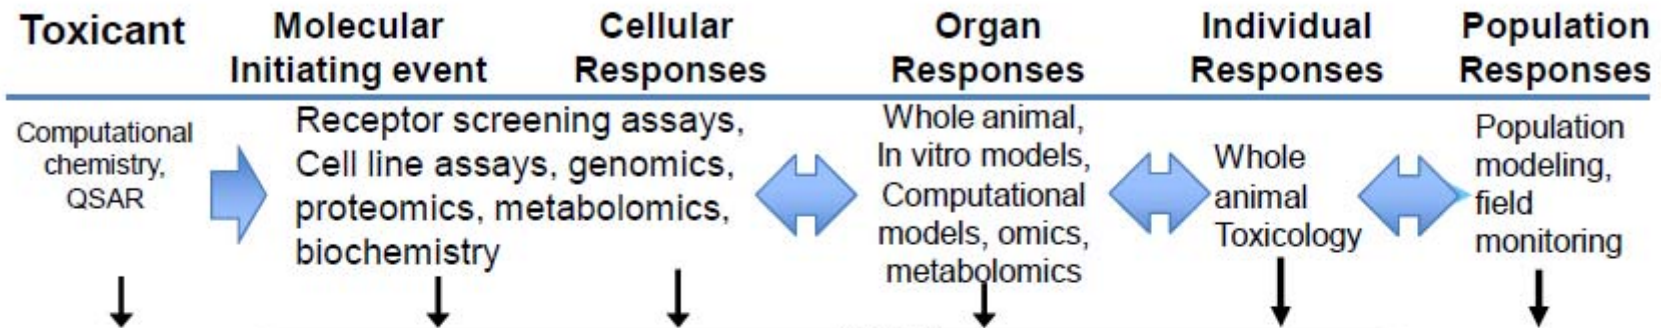 Toxicant
Molecular
Initiating event
Cellular
Responses
Organ
Responses
Individual
Responses
Population
Responses
Computational
chemistry,
QSAR
Receptor screening assays,
Cell line assays, genomics,
proteomics, metabolomics,
biochemistry
Whole animal,
In vitro models,
Computational
models, omics,
metabolomics
Whole
animal
Toxicology
Population
modeling,
field
monitoring